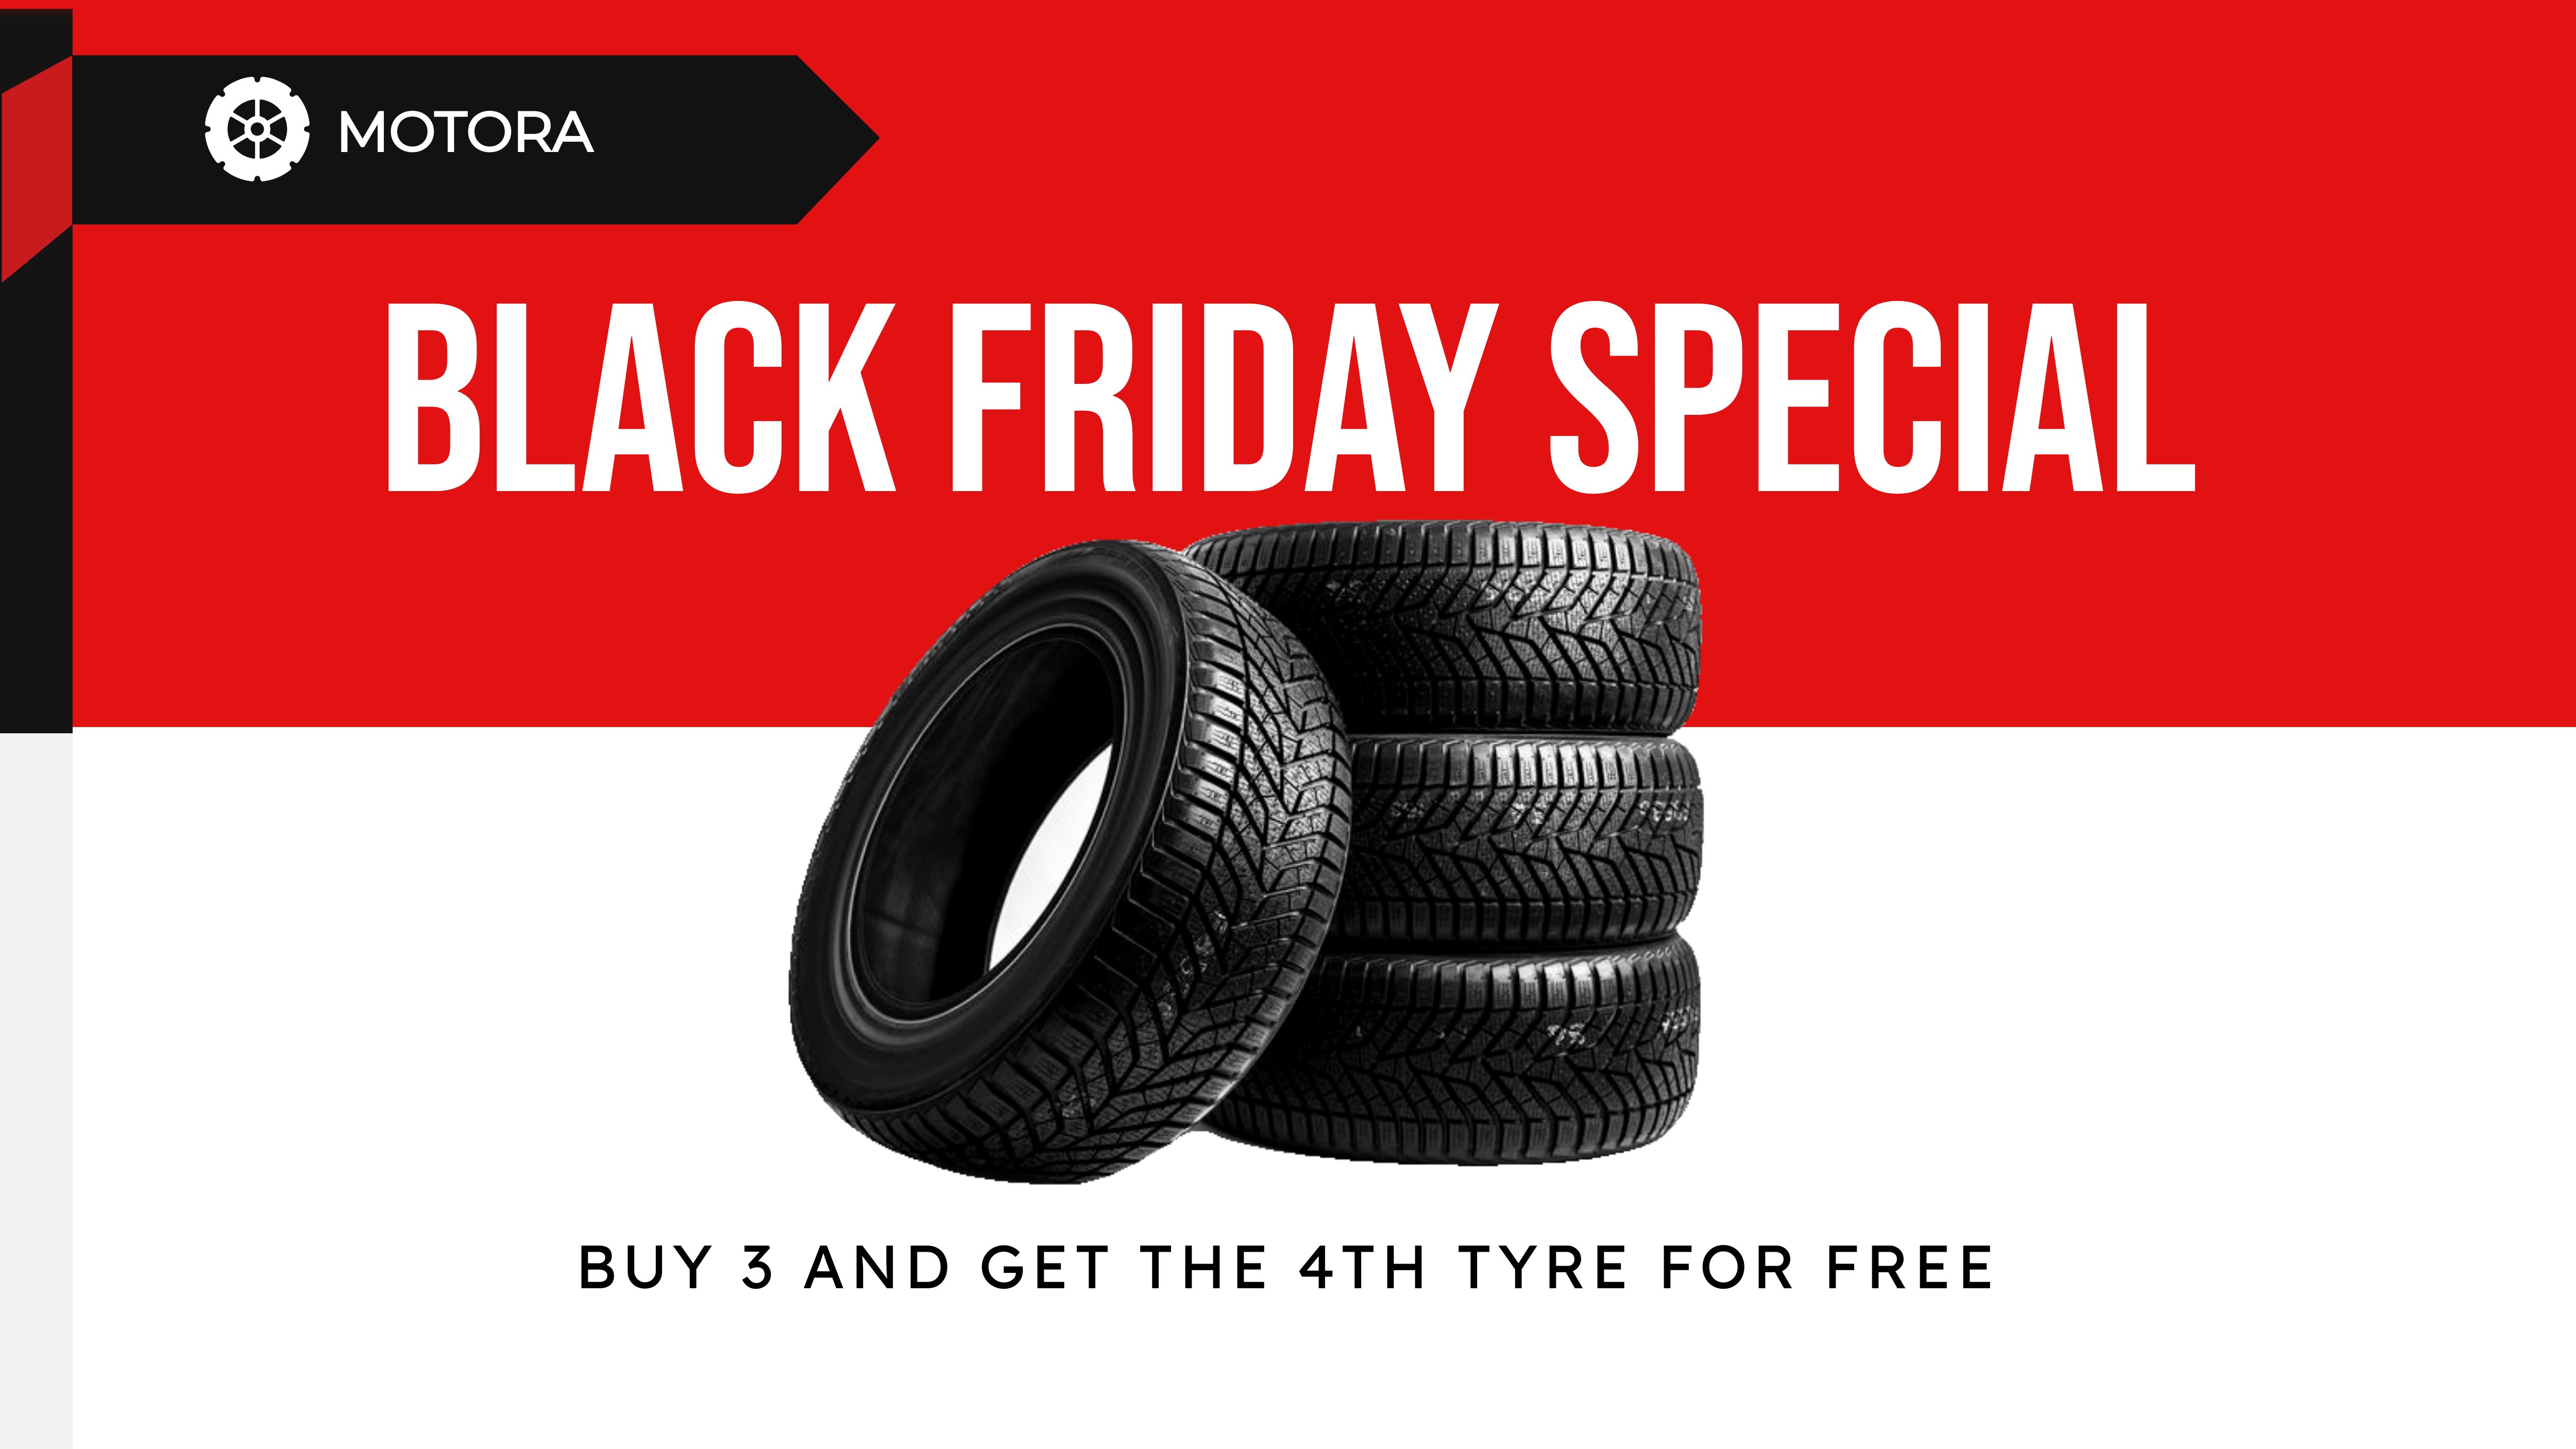 MOTORA
BLACK FRIDAY SPECIAL
BUY 3 AND GET THE 4TH TYRE FOR FREE